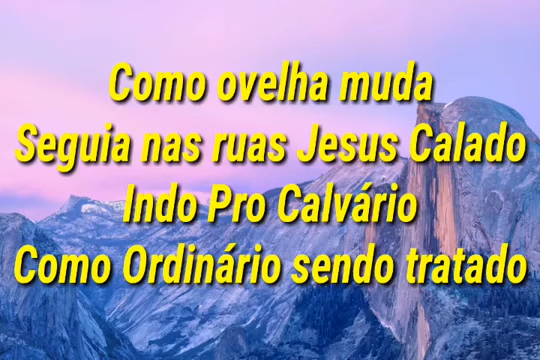 Como ovelha muda
Seguia nas ruas Jesus Calado
Indo Pro Calvário
Como Ordinário sendo tratado